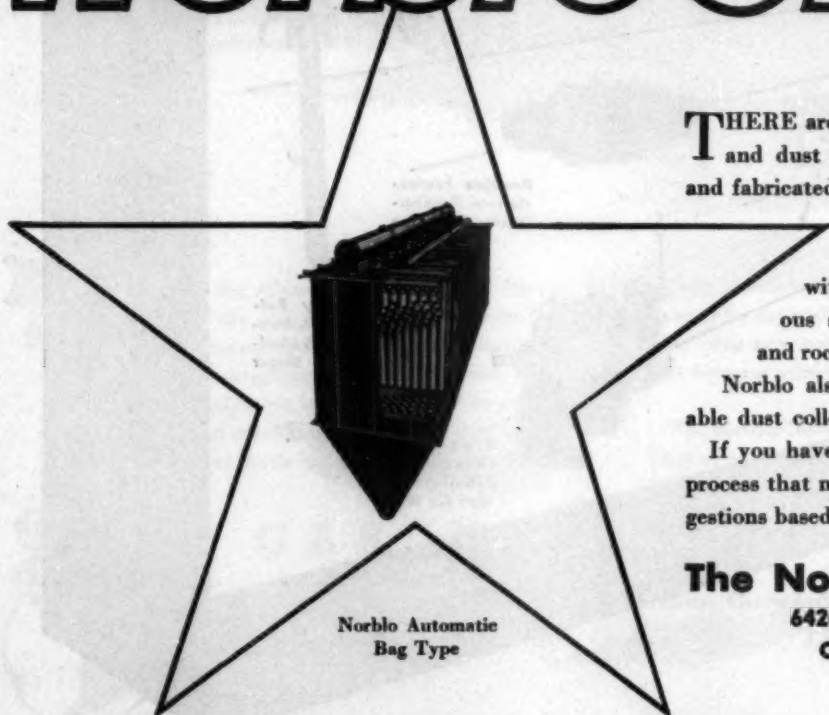 Norblo Automatic
Bag Type
THERE are
and dust
and fabricated
wi
ous
and roc
Norblo als
able dust coll
If you have
process that n
gestions based
The No
642